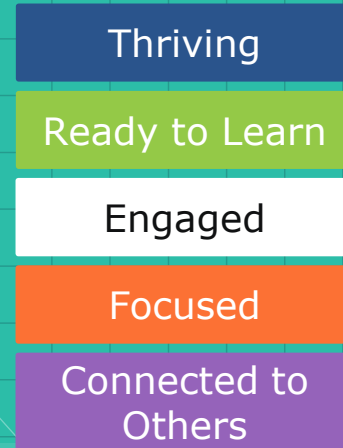 Thriving
Ready to Learn
Engaged
Focused
Connected to
Others